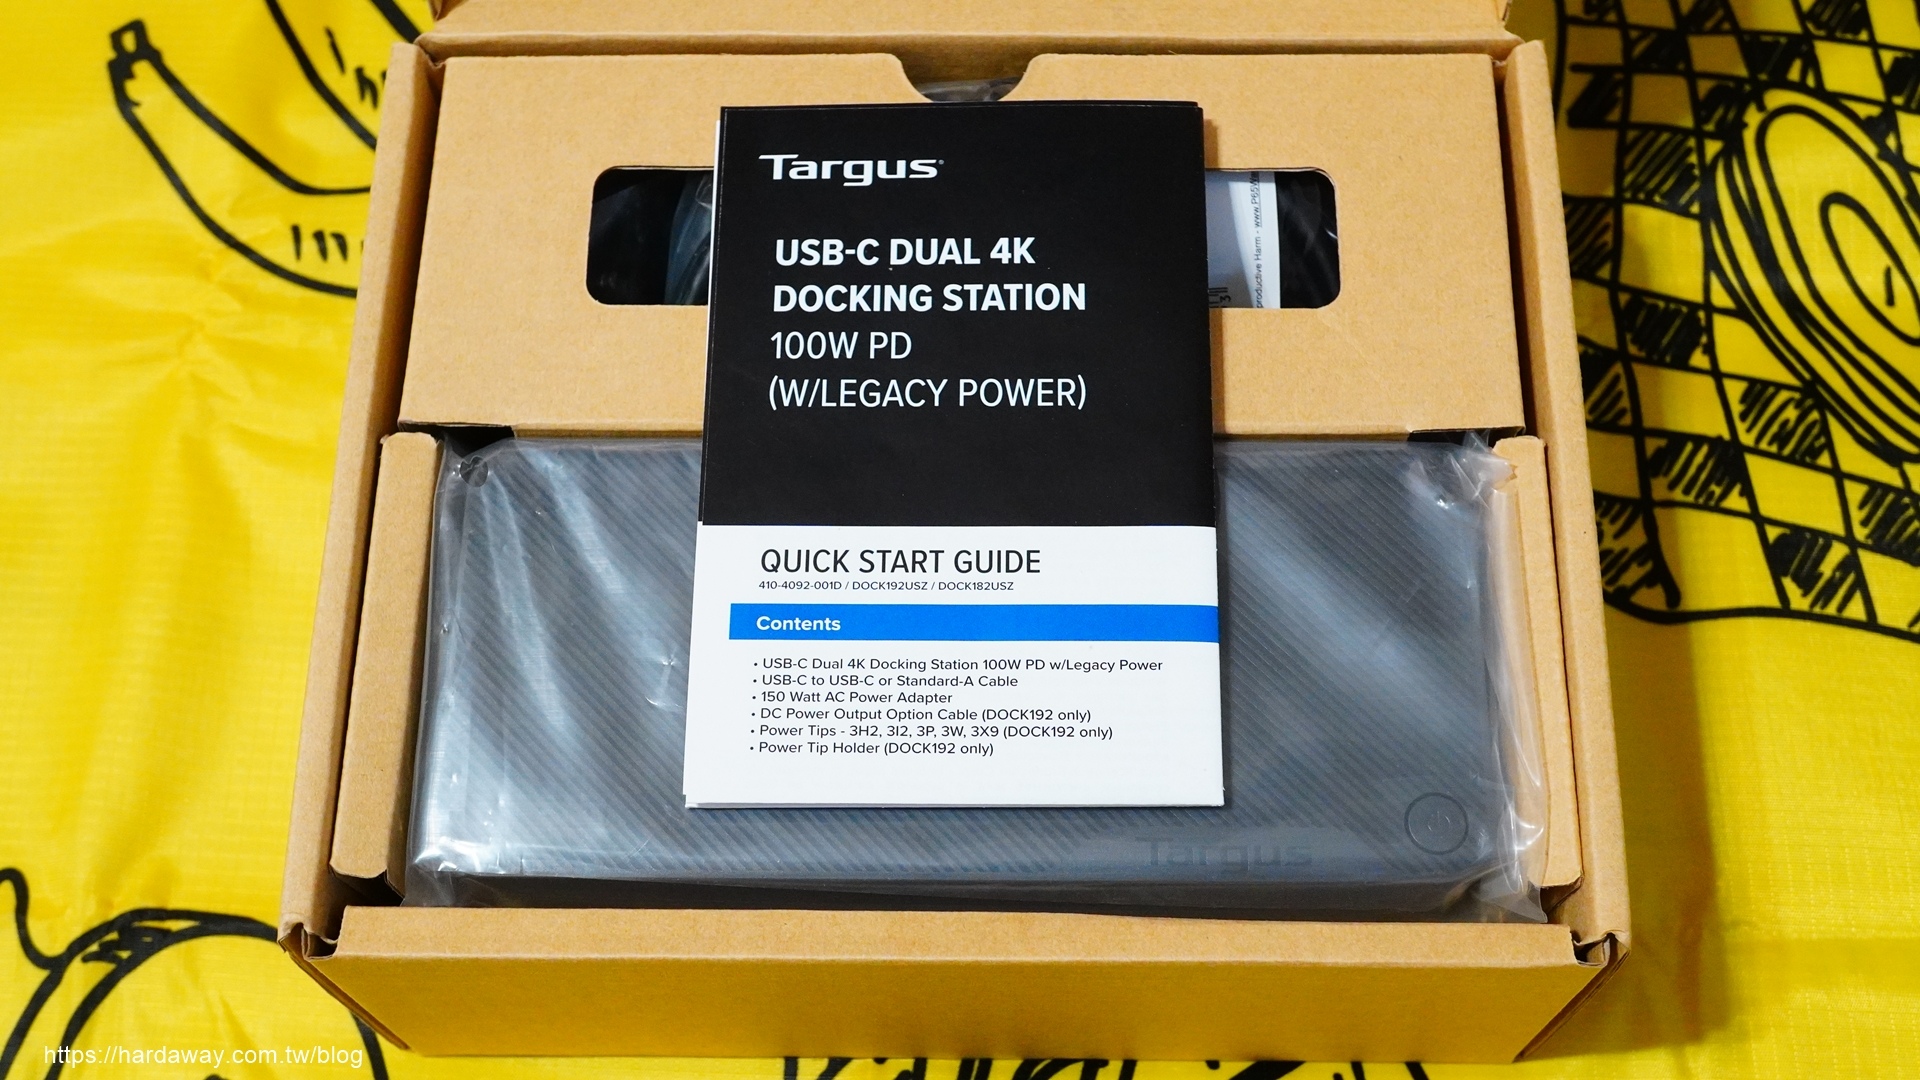 Targus
USB-C DUAL 4K
DOCKING STATION
100W PD
(W/LEGACY POWER)
QUICK START GUIDE
410-4092-001D / DOCK192USZ / DOCK182USZ
Contents
• USB-C Dual 4K Docking Station 100W PD w/Legacy Power
• USB-C to USB-C or Standard-A Cable
• 150 Watt AC Power Adapter
• DC Power Output Option Cable (DOCK192 only)
• Power Tips - 3H2, 3I2, 3P, 3W, 3X9 (DOCK192 only)
• Power Tip Holder (DOCK192 only)
Targus
Harm - www.
https://hardaway.com.tw/blog